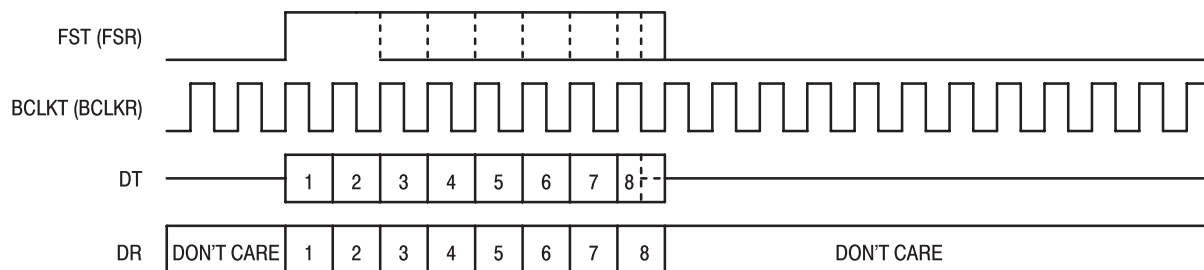 FST (FSR)
BCLKT (BCLKR)
DT 1 2 3 4 5 6 7 8
DR DON'T CARE 1 2 3 4 5 6 7 8 DON'T CARE